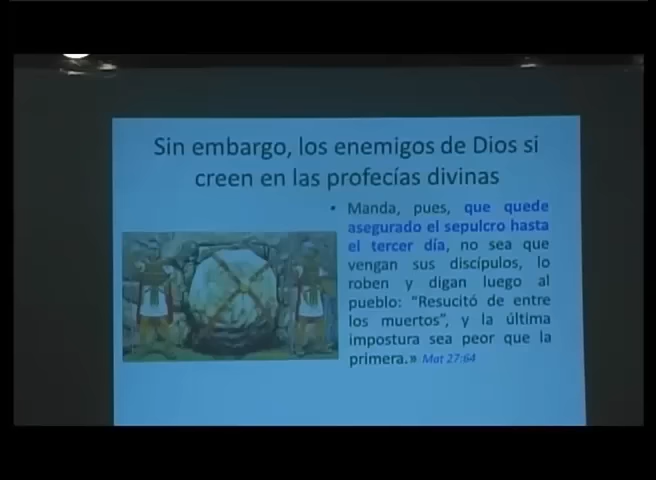 Sin embargo, los enemigos de Dios si
creen en las profecías divinas
• Manda, pues, que quede
asegurado el sepulcro hasta
el tercer día, no sea que
vengan sus discípulos, lo
roben y digan luego al
pueblo: “Resucitó de entre
los muertos”, y la última
impostura sea peor que la
primera.» Mat 27:64